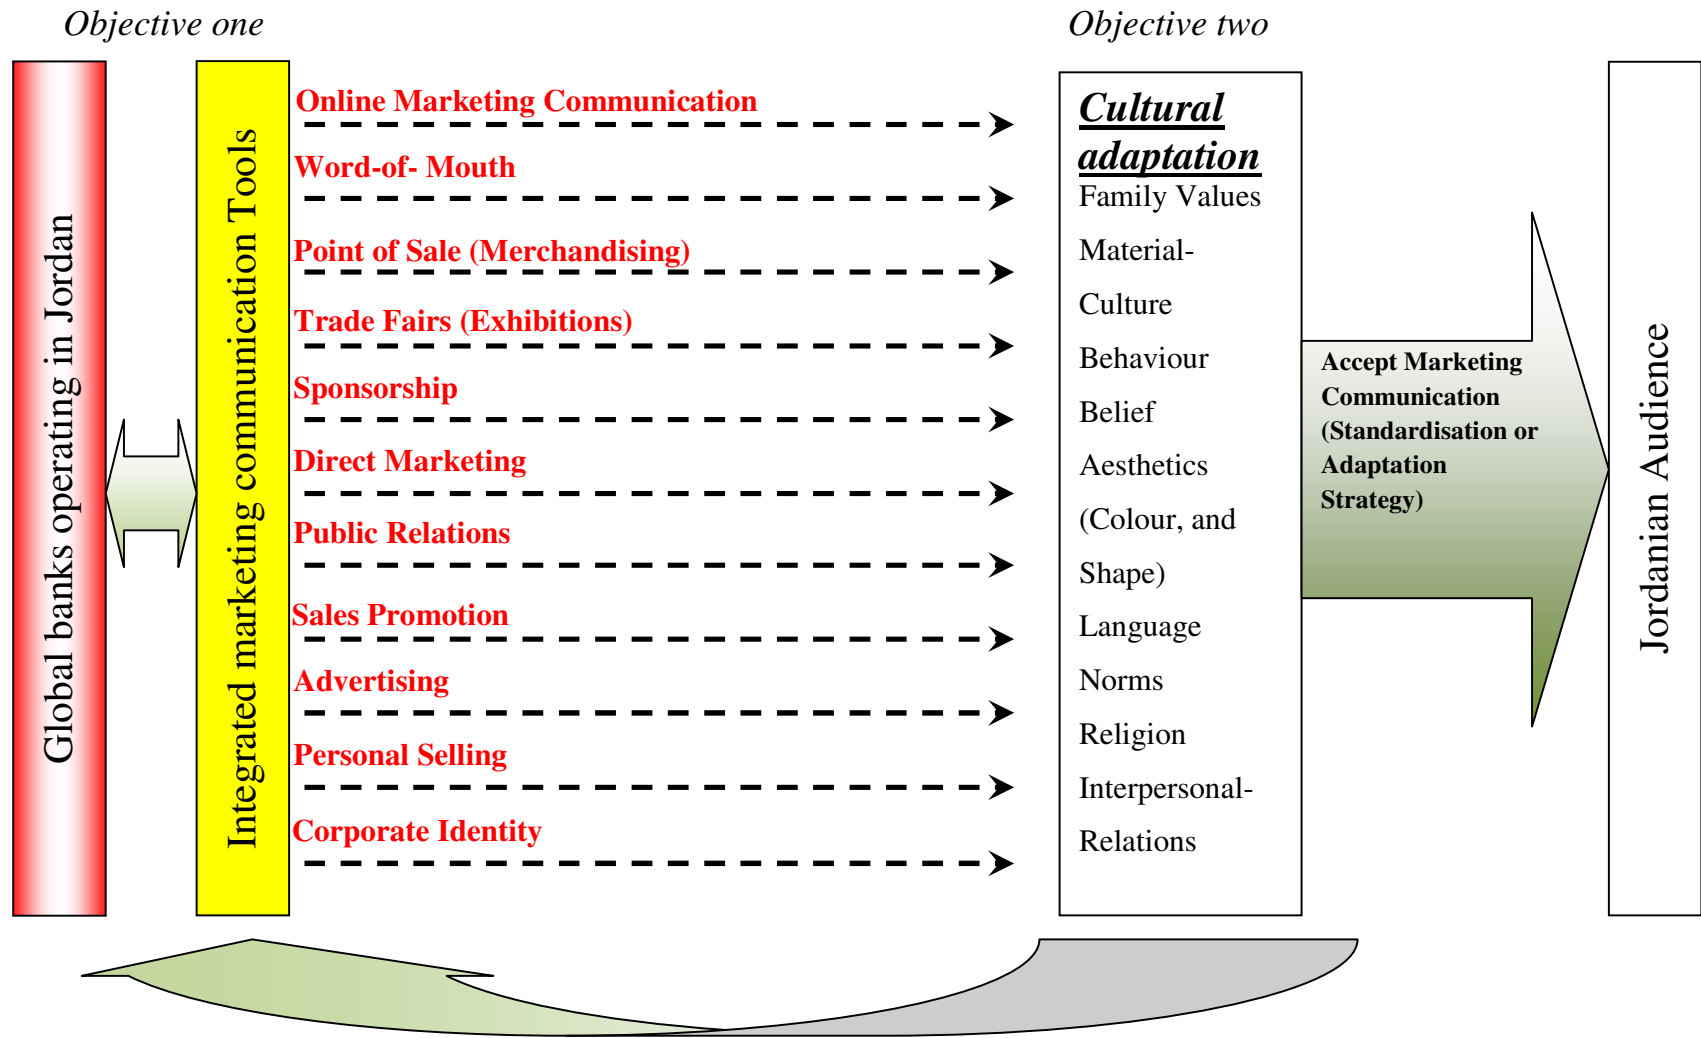 Objective one
Objective two
Global banks operating in Jordan
Integrated marketing communication Tools
Online Marketing Communication
Word-of- Mouth
Point of Sale (Merchandising)
Trade Fairs (Exhibitions)
Sponsorship
Direct Marketing
Public Relations
Sales Promotion
Advertising
Personal Selling
Corporate Identity
Cultural
adaptation
Family Values
Material-
Culture
Behaviour
Belief
Aesthetics
(Colour, and
Shape)
Language
Norms
Religion
Interpersonal-
Relations
Accept Marketing
Communication
(Standardisation or
Adaptation
Strategy)
Jordanian Audience